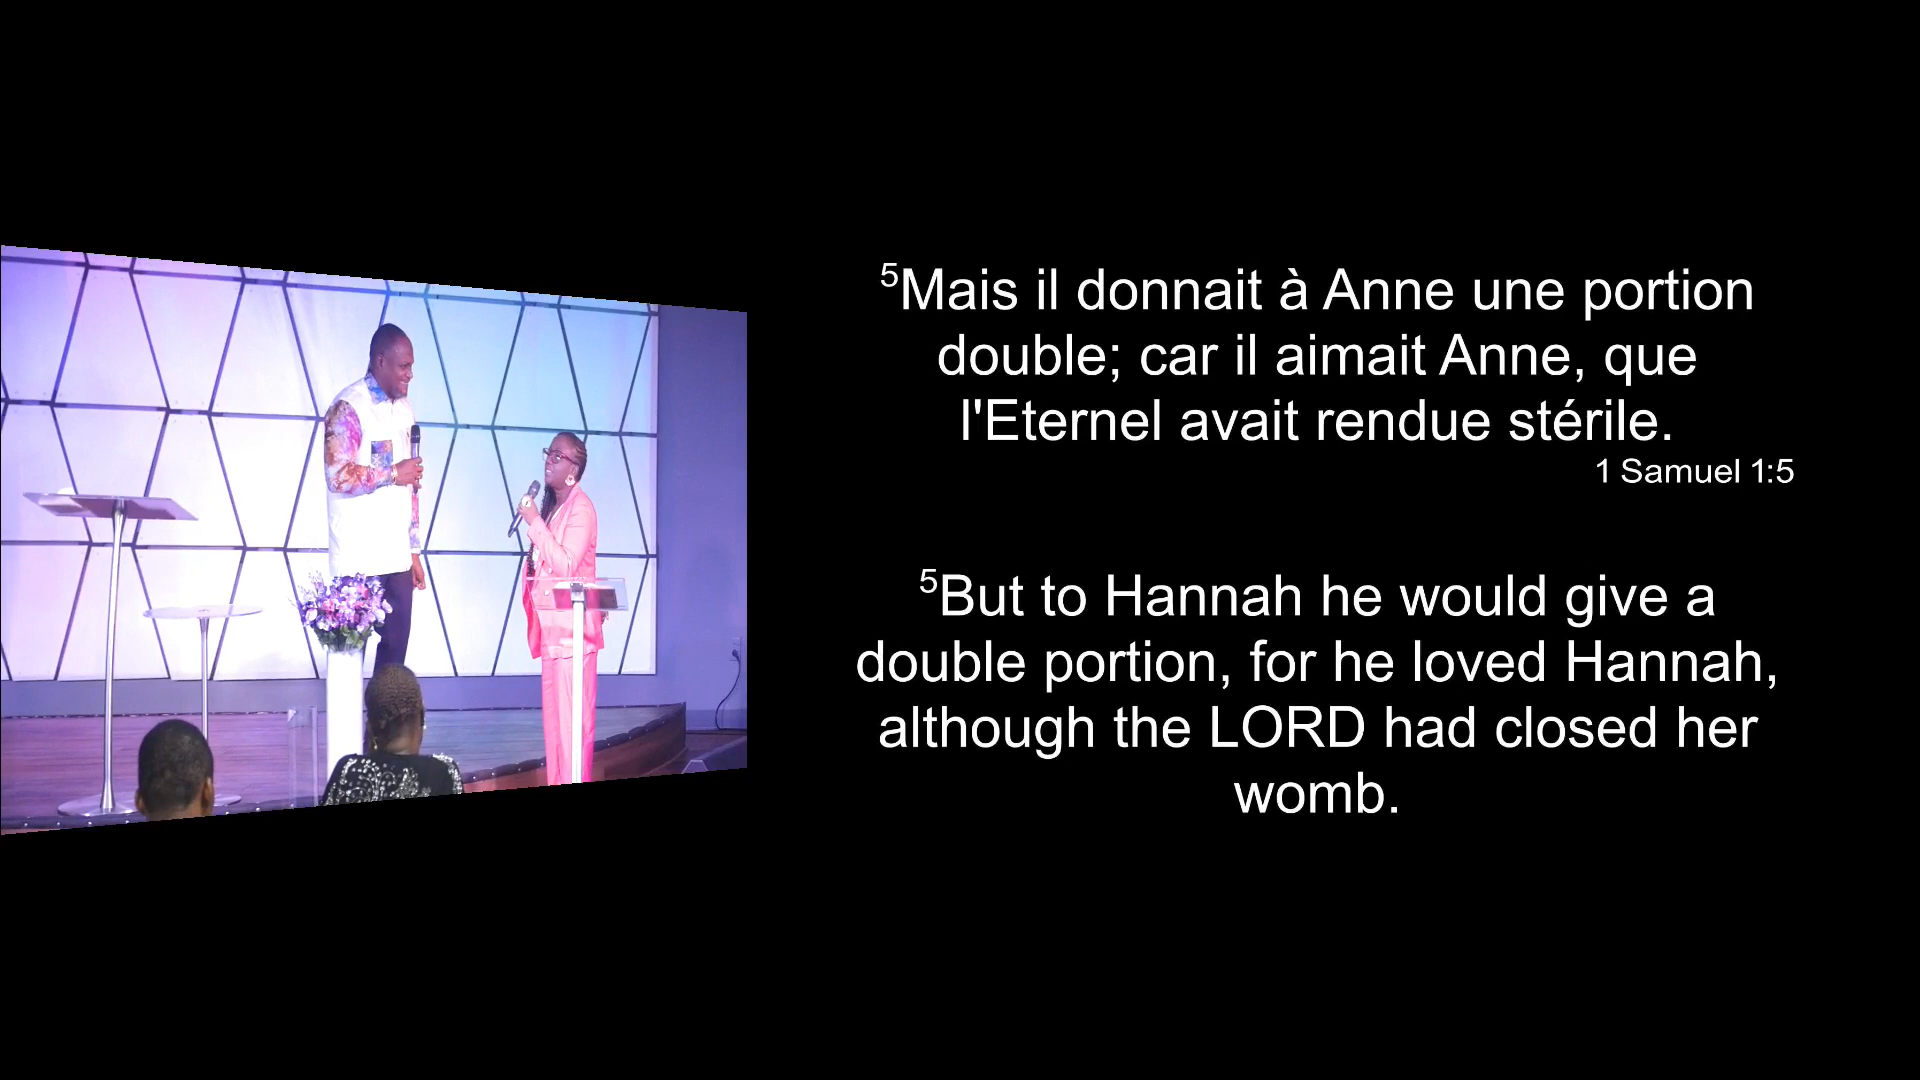 5Mais il donnait à Anne une portion
double; car il aimait Anne, que
l'Eternel avait rendue stérile.
1 Samuel 1:5
5But to Hannah he would give a
double portion, for he loved Hannah,
although the LORD had closed her
womb.